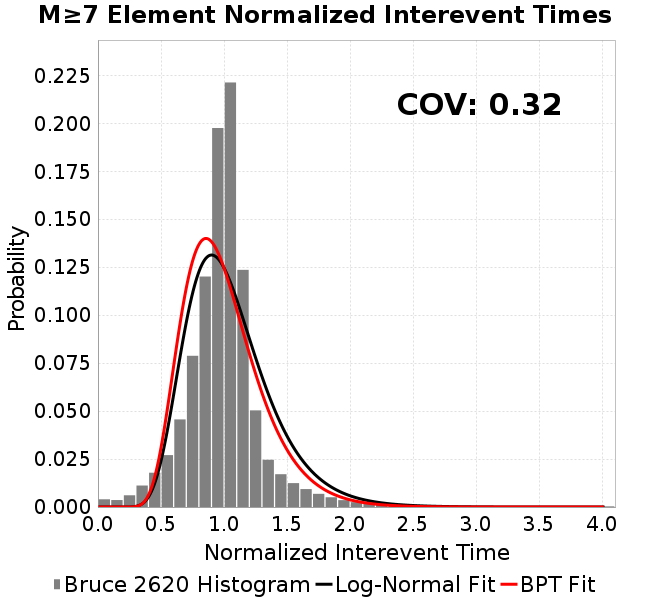 M≥7 Element Normalized Interevent Times
COV: 0.32
Probability
0.225
0.200
0.175
0.150
0.125
0.100
0.075
0.050
0.025
0.000
0.0 0.5 1.0 1.5 2.0 2.5 3.0 3.5 4.0
Normalized Interevent Time
Bruce 2620 Histogram Log-Normal Fit BPT Fit